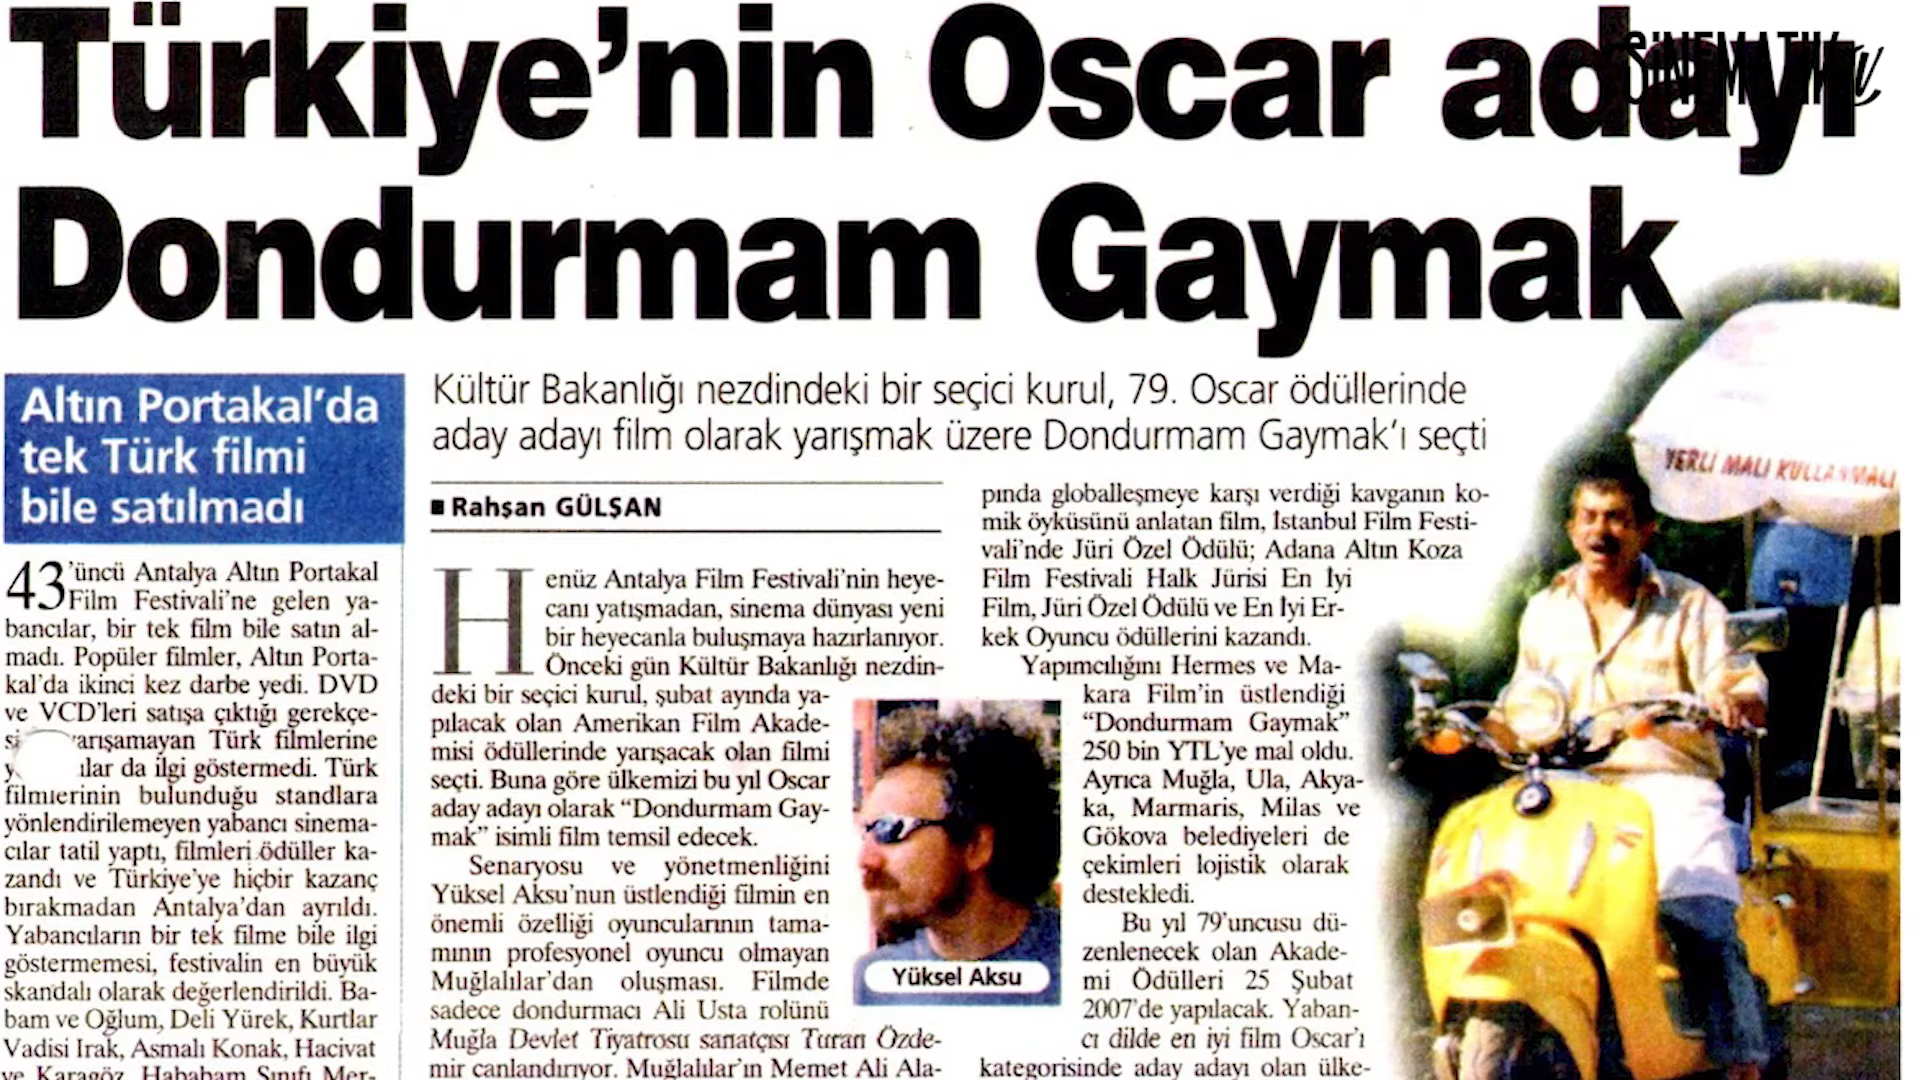 Türkiye'nin Oscar adayı
SİNEMATİK tv
Dondurmam Gaymak
Kültür Bakanlığı nezdindeki bir seçici kurul, 79. Oscar ödüllerinde
aday adayı film olarak yarışmak üzere Dondurmam Gaymak'ı seçti
Altın Portakal'da
tek Türk filmi
bile satılmadı
43'üncü Antalya Altın Portakal
Film Festivali'ne gelen ya-
bancılar, bir tek film bile satın al-
madı. Popüler filmler, Altın Porta-
kal'da ikinci kez darbe yedi. DVD
ve VCD'leri satışa çıktığı gerekçe-
yarışamayan Türk filmlerine
da ilgi göstermedi. Türk
filmlerinin bulunduğu standlara
yönlendirilemeyen yabancı sinema-
cılar tatil yaptı, filmleri ödüller ka-
zandı ve Türkiye'ye hiçbir kazanç
bırakmadan Antalya'dan ayrıldı.
Yabancıların bir tek filme bile ilgi
göstermemesi, festivalin en büyük
skandalı olarak değerlendirildi. Ba-
bam ve Oğlum, Deli Yürek, Kurtlar
Vadisi Irak, Asmalı Konak, Hacivat
ve Karagöz, Hababam Sınıfı Mer-
Rahşan GÜLŞAN
Henüz Antalya Film Festivali'nin heye-
canı yatışmadan, sinema dünyası yeni
bir heyecanla buluşmaya hazırlanıyor.
Önceki gün Kültür Bakanlığı nezdin-
deki bir seçici kurul, şubat ayında ya-
pılacak olan Amerikan Film Akade-
misi ödüllerinde yarışacak olan filmi
seçti. Buna göre ülkemizi bu yıl Oscar
aday adayı olarak “Dondurmam Gay-
mak” isimli film temsil edecek.
Senaryosu ve yönetmenliğini
Yüksel Aksu'nun üstlendiği filmin en
önemli özelliği oyuncularının tama-
mının profesyonel oyuncu olmayan
Muğlalılar'dan oluşması. Filmde
sadece dondurmacı Ali Usta rolünü
Muğla Devlet Tiyatrosu sanatçısı Turan Özde-
mir canlandırıyor. Muğlalılar'ın Memet Ali Ala-
Yüksel Aksu
pında globalleşmeye karşı verdiği kavganın ko-
mik öyküsünü anlatan film, İstanbul Film Festi-
vali'nde Jüri Özel Ödülü; Adana Altın Koza
Film Festivali Halk Jürisi En İyi
Film, Jüri Özel Ödülü ve En İyi Er-
kek Oyuncu ödüllerini kazandı.
Yapımcılığını Hermes ve Ma-
kara Film'in üstlendiği
“Dondurmam Gaymak”
250 bin YTL'ye mal oldu.
Ayrıca Muğla, Ula, Akya-
ka, Marmaris, Milas ve
Gökova belediyeleri de
çekimleri lojistik olarak
destekledi.
Bu yıl 79'uncusu dü-
zenlenecek olan Akade-
mi Ödülleri 25 Şubat
2007'de yapılacak. Yaban-
cı dilde en iyi film Oscar'ı
kategorisinde aday adayı olan ülke-
YERLİ MALI KULLANMALI